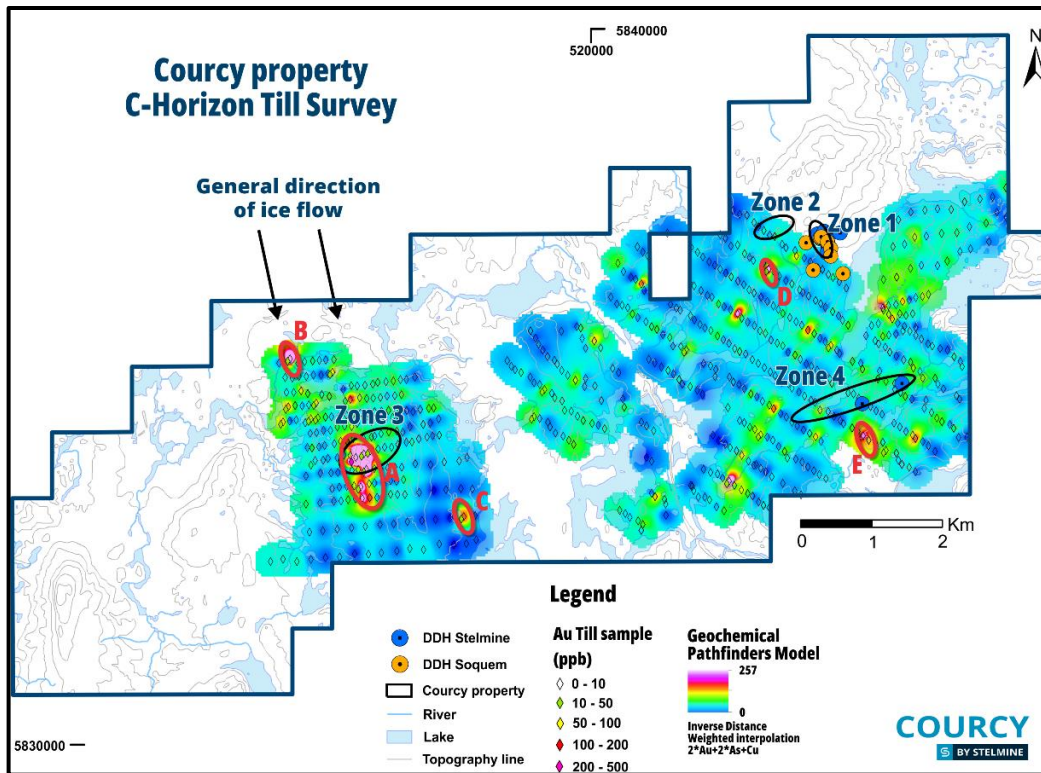 5840000
520000
N
Courcy property
C-Horizon Till Survey
General direction
of ice flow
Zone 2
Zone 1
D
B
Zone 4
Zone 3
A
E
C
0 1 2 Km
Legend
DDH Stelmine
DDH Soquem
Courcy property
River
Lake
Topography line
Au Till sample
(ppb)
0 - 10
10 - 50
50 - 100
100 - 200
200 - 500
Geochemical
Pathfinders Model
257
0
Inverse Distance
Weighted interpolation
2*Au+2*As+Cu
5830000
COURCY
S BY STELMINE